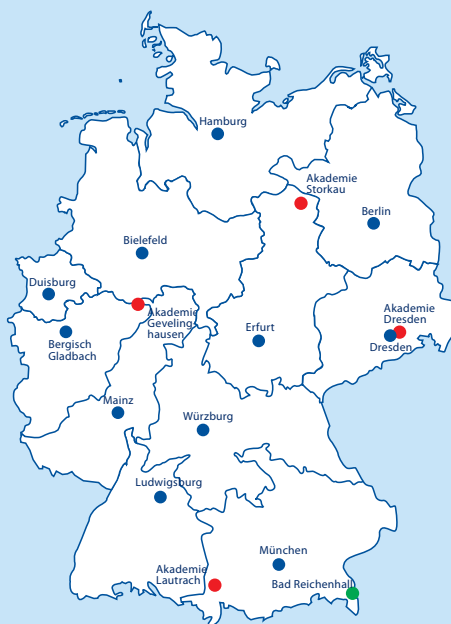 Hamburg
Akademie
Storkau
Berlin
Bielefeld
Duisburg
Akademie
Geveling-
hausen
Akademie
Dresden
Dresden
Erfurt
Bergisch
Gladbach
Mainz
Würzburg
Ludwigsburg
München
Akademie
Lautrach
Bad Reichenhall